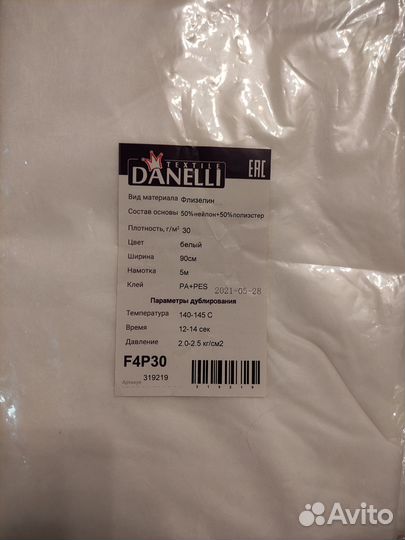 TEXTILE
DANELLI
EAC
Вид материала Флизелин
Состав основы 50%нейлон+50%полиэстер
Плотность, г/м² 30
Цвет белый
Ширина 90см
Намотка 5м
Клей PA+PES 2021-05-28
Параметры дублирования
Температура 140-145 С
Время 12-14 сек
Давление 2.0-2.5 кг/см2
F4P30
319219
Артикул
319219
Avito